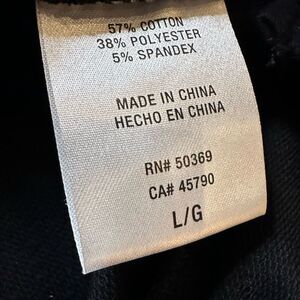 57% COTTON
38% POLYESTER
5% SPANDEX
MADE IN CHINA
HECHO EN CHINA
RN# 50369
CA# 45790
L/G